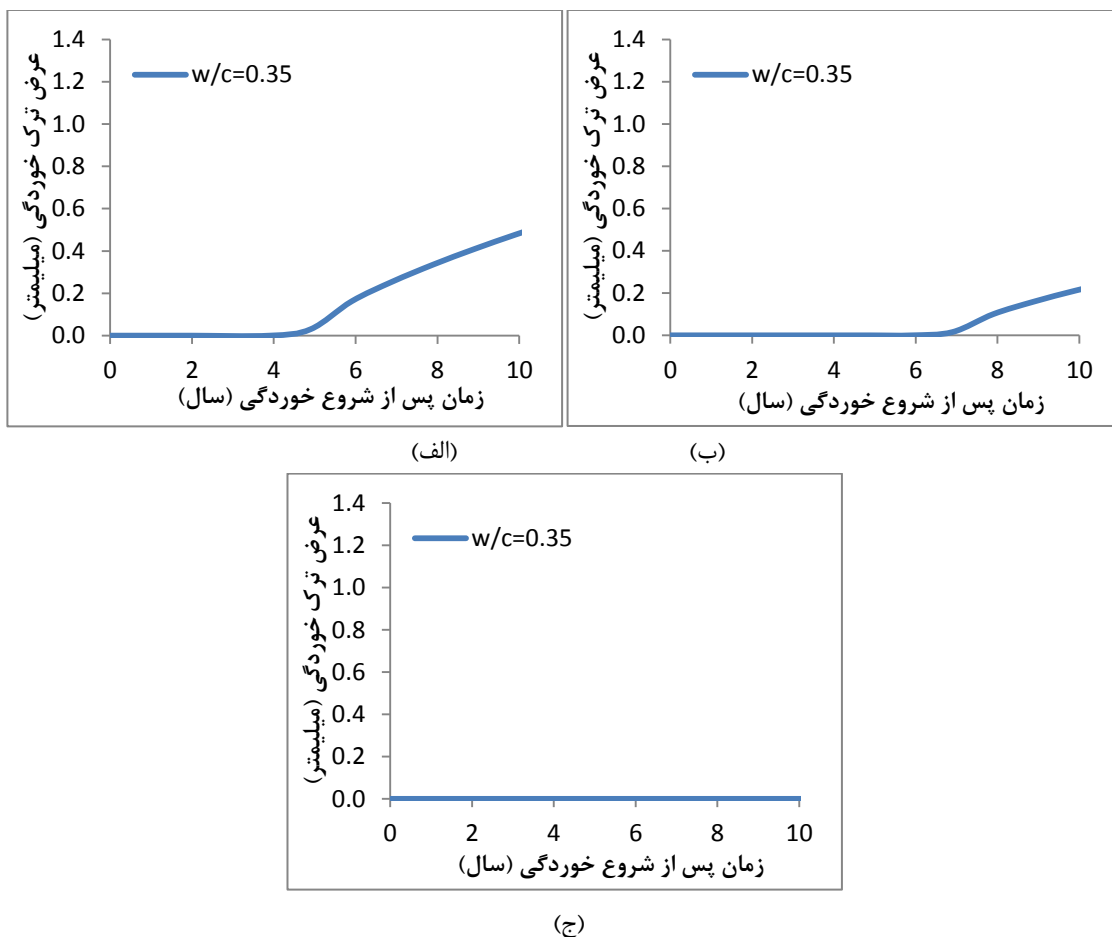 عرض ترک خوردگی (میلیمتر)
1.4
1.2
1.0
0.8
0.6
0.4
0.2
0.0
w/c=0.35
0 2 4 6 8 10
زمان پس از شروع خوردگی (سال)
(الف)
عرض ترک خوردگی (میلیمتر)
1.4
1.2
1.0
0.8
0.6
0.4
0.2
0.0
w/c=0.35
0 2 4 6 8 10
زمان پس از شروع خوردگی (سال)
(ب)
عرض ترک خوردگی (میلیمتر)
1.4
1.2
1.0
0.8
0.6
0.4
0.2
0.0
w/c=0.35
0 2 4 6 8 10
زمان پس از شروع خوردگی (سال)
(ج)